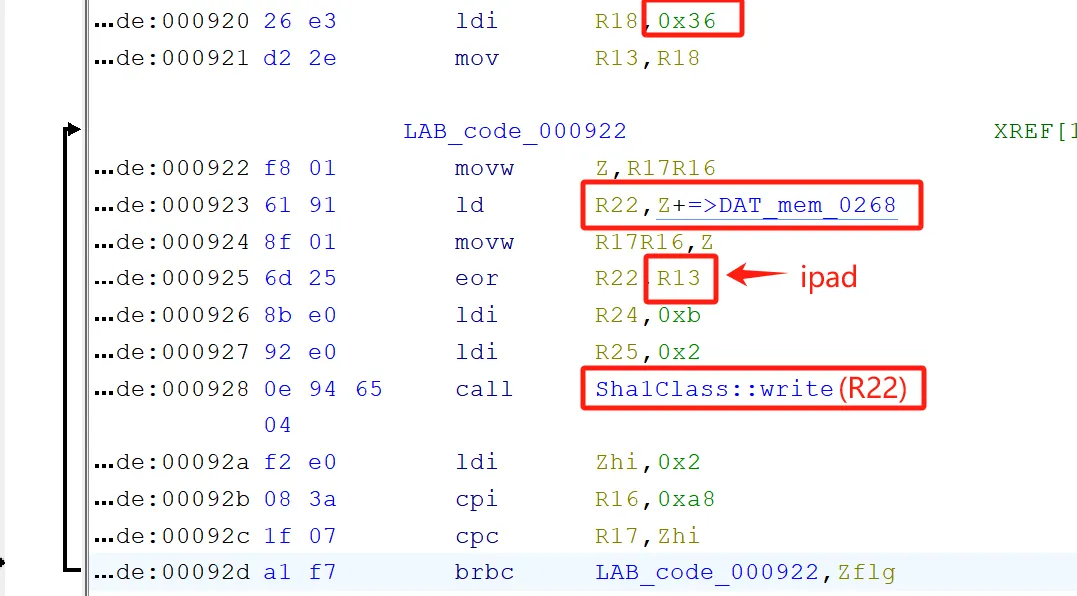 ...de:000920 26 e3 ldi R18,0x36
...de:000921 d2 2e mov R13,R18
LAB_code_000922 XREF[1
...de:000922 f8 01 movw Z,R17R16
...de:000923 61 91 ld R22,Z+=>DAT_mem_0268
...de:000924 8f 01 movw R17R16,Z
...de:000925 6d 25 eor R22,R13 ipad
...de:000926 8b e0 ldi R24,0xb
...de:000927 92 e0 ldi R25,0x2
...de:000928 0e 94 65 call Sha1Class::write(R22)
04
...de:00092a f2 e0 ldi Zhi,0x2
...de:00092b 08 3a cpi R16,0xa8
...de:00092c 1f 07 cpc R17,Zhi
...de:00092d a1 f7 brbc LAB_code_000922,Zflg